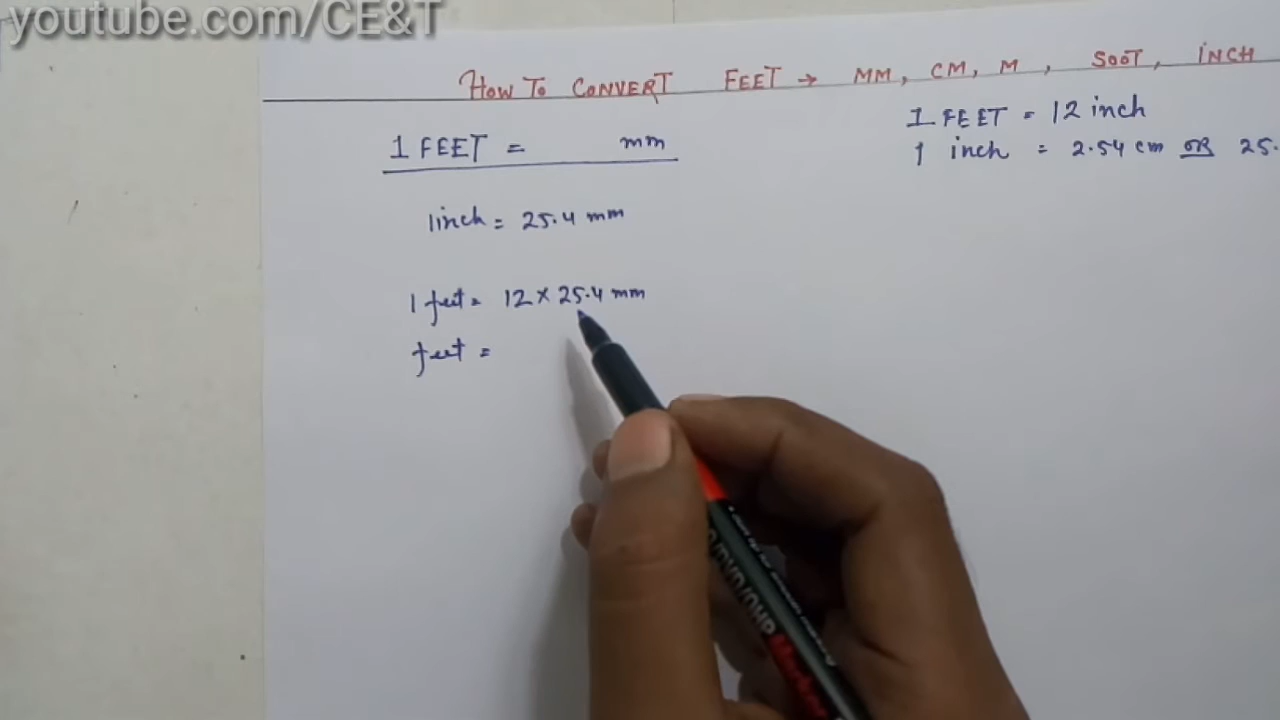 youtube.com/CE&T
HOW TO CONVERT FEET → MM, CM, M, SOOT, INCH
1 FEET = 12 inch
1 FEET = mm
1 inch = 2.54 cm OR 25.
1inch = 25.4 mm
1 feet = 12 × 25.4 mm
feet =